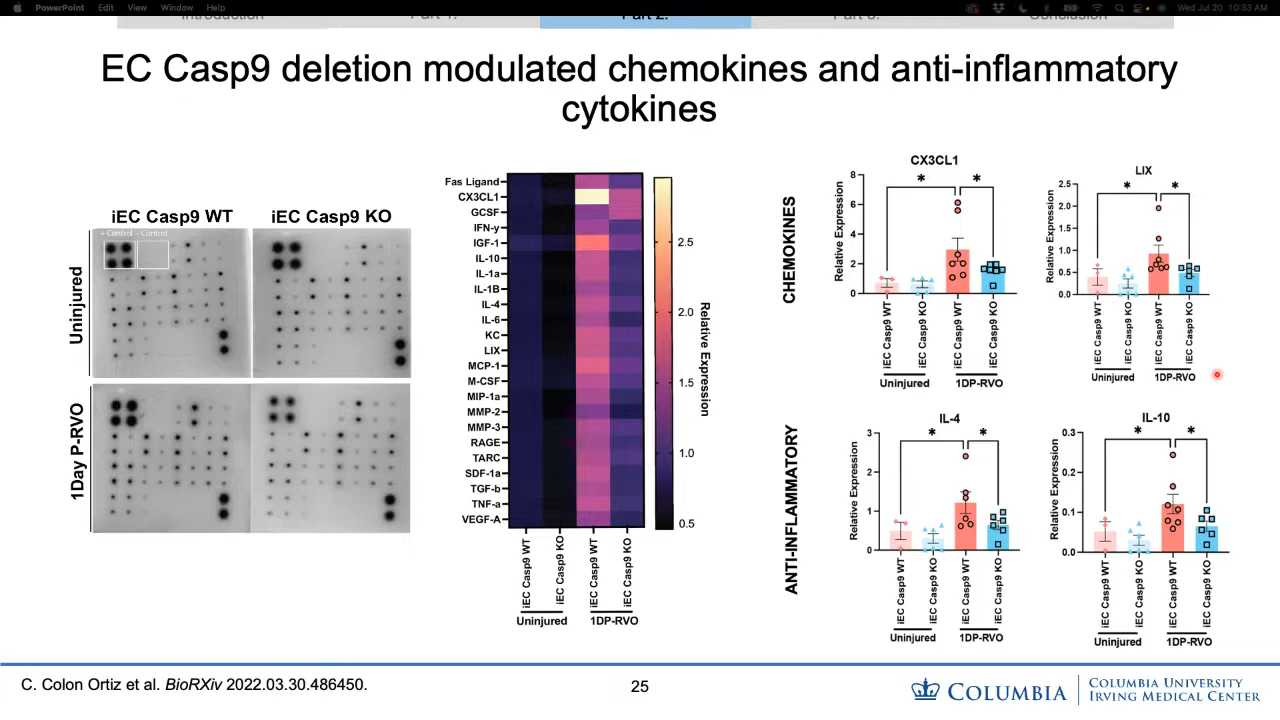 PowerPoint Edit View Window Help
Wed Jul 20 10:33 AM
Introduction
Part 1.
Part 2.
Part 3.
Conclusion
EC Casp9 deletion modulated chemokines and anti-inflammatory
cytokines
iEC Casp9 WT
iEC Casp9 KO
+ Control
- Control
Uninjured
1Day P-RVO
Fas Ligand
CX3CL1
GCSF
IFN-y
IGF-1
IL-10
IL-1a
IL-1B
IL-4
IL-6
KC
LIX
MCP-1
M-CSF
MIP-1a
MMP-2
MMP-3
RAGE
TARC
SDF-1a
TGF-b
TNF-a
VEGF-A
iEC Casp9 WT
iEC Casp9 KO
iEC Casp9 WT
iEC Casp9 KO
Uninjured
1DP-RVO
2.5
2.0
1.5
1.0
0.5
Relative Expression
CHEMOKINES
CX3CL1
Relative Expression
8
6
4
2
0
*
*
iEC Casp9 WT
iEC Casp9 KO
iEC Casp9 WT
iEC Casp9 KO
Uninjured
1DP-RVO
LIX
Relative Expression
2.5
2.0
1.5
1.0
0.5
0.0
*
*
iEC Casp9 WT
iEC Casp9 KO
iEC Casp9 WT
iEC Casp9 KO
Uninjured
1DP-RVO
ANTI-INFLAMMATORY
IL-4
Relative Expression
3
2
1
0
*
*
iEC Casp9 WT
iEC Casp9 KO
iEC Casp9 WT
iEC Casp9 KO
Uninjured
1DP-RVO
IL-10
Relative Expression
0.3
0.2
0.1
0.0
*
*
iEC Casp9 WT
iEC Casp9 KO
iEC Casp9 WT
iEC Casp9 KO
Uninjured
1DP-RVO
C. Colon Ortiz et al. BioRXiv 2022.03.30.486450.
25
COLUMBIA
COLUMBIA UNIVERSITY
IRVING MEDICAL CENTER